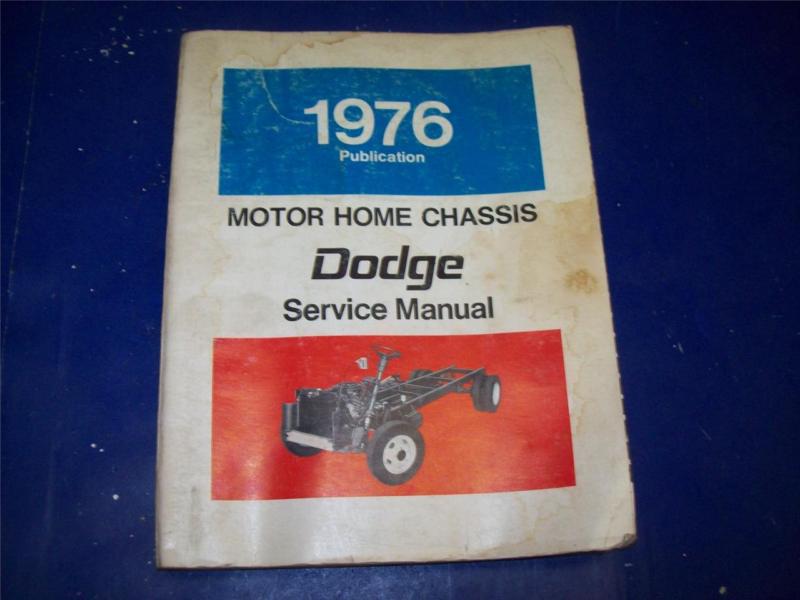 1976
Publication
MOTOR HOME CHASSIS
Dodge
Service Manual